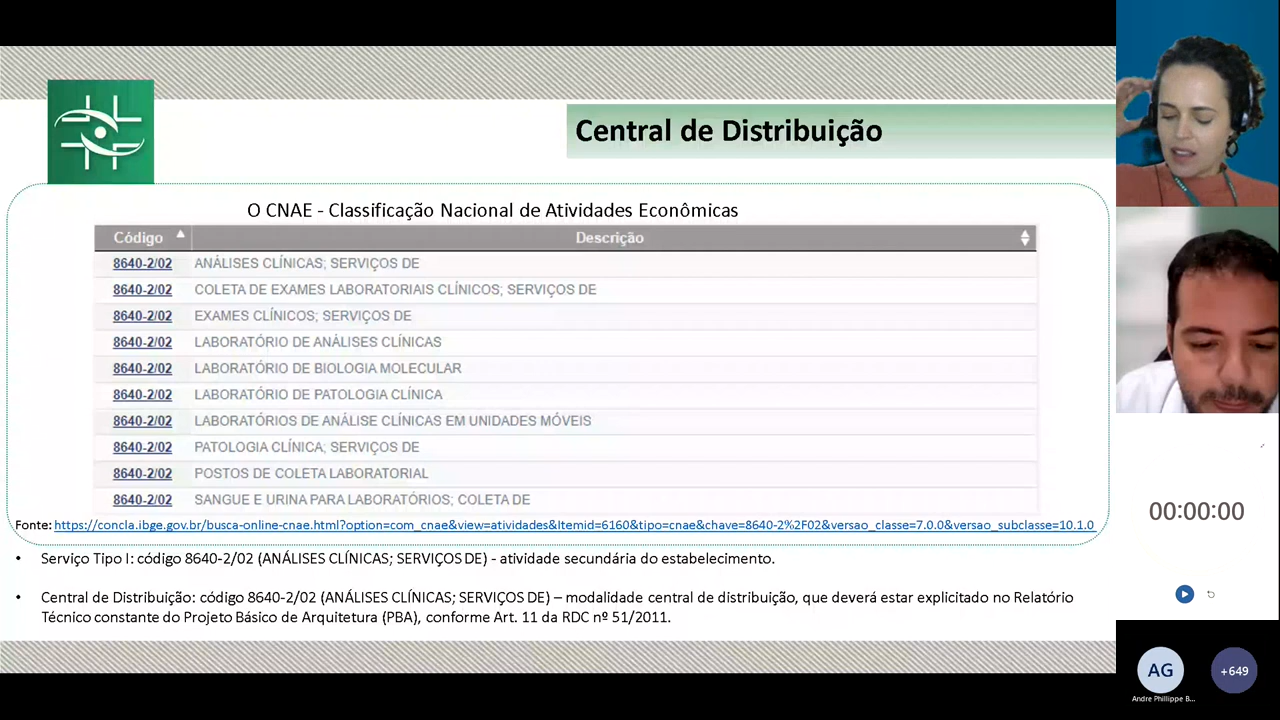 Central de Distribuição
O CNAE - Classificação Nacional de Atividades Econômicas
Código Descrição
8640-2/02 ANÁLISES CLÍNICAS; SERVIÇOS DE
8640-2/02 COLETA DE EXAMES LABORATORIAIS CLÍNICOS; SERVIÇOS DE
8640-2/02 EXAMES CLÍNICOS; SERVIÇOS DE
8640-2/02 LABORATÓRIO DE ANÁLISES CLÍNICAS
8640-2/02 LABORATÓRIO DE BIOLOGIA MOLECULAR
8640-2/02 LABORATÓRIO DE PATOLOGIA CLÍNICA
8640-2/02 LABORATÓRIOS DE ANÁLISE CLÍNICAS EM UNIDADES MÓVEIS
8640-2/02 PATOLOGIA CLÍNICA; SERVIÇOS DE
8640-2/02 POSTOS DE COLETA LABORATORIAL
8640-2/02 SANGUE E URINA PARA LABORATÓRIOS; COLETA DE
Fonte: https://concla.ibge.gov.br/busca-online-cnae.html?option=com_cnae&view=atividades&Itemid=6160&tipo=cnae&chave=8640-2%2F02&versao_classe=7.0.0&versao_subclasse=10.1.0
• Serviço Tipo I: código 8640-2/02 (ANÁLISES CLÍNICAS; SERVIÇOS DE) - atividade secundária do estabelecimento.
• Central de Distribuição: código 8640-2/02 (ANÁLISES CLÍNICAS; SERVIÇOS DE) – modalidade central de distribuição, que deverá estar explicitado no Relatório
Técnico constante do Projeto Básico de Arquitetura (PBA), conforme Art. 11 da RDC nº 51/2011.
00:00:00
AG
+649
Andre Phillippe B...